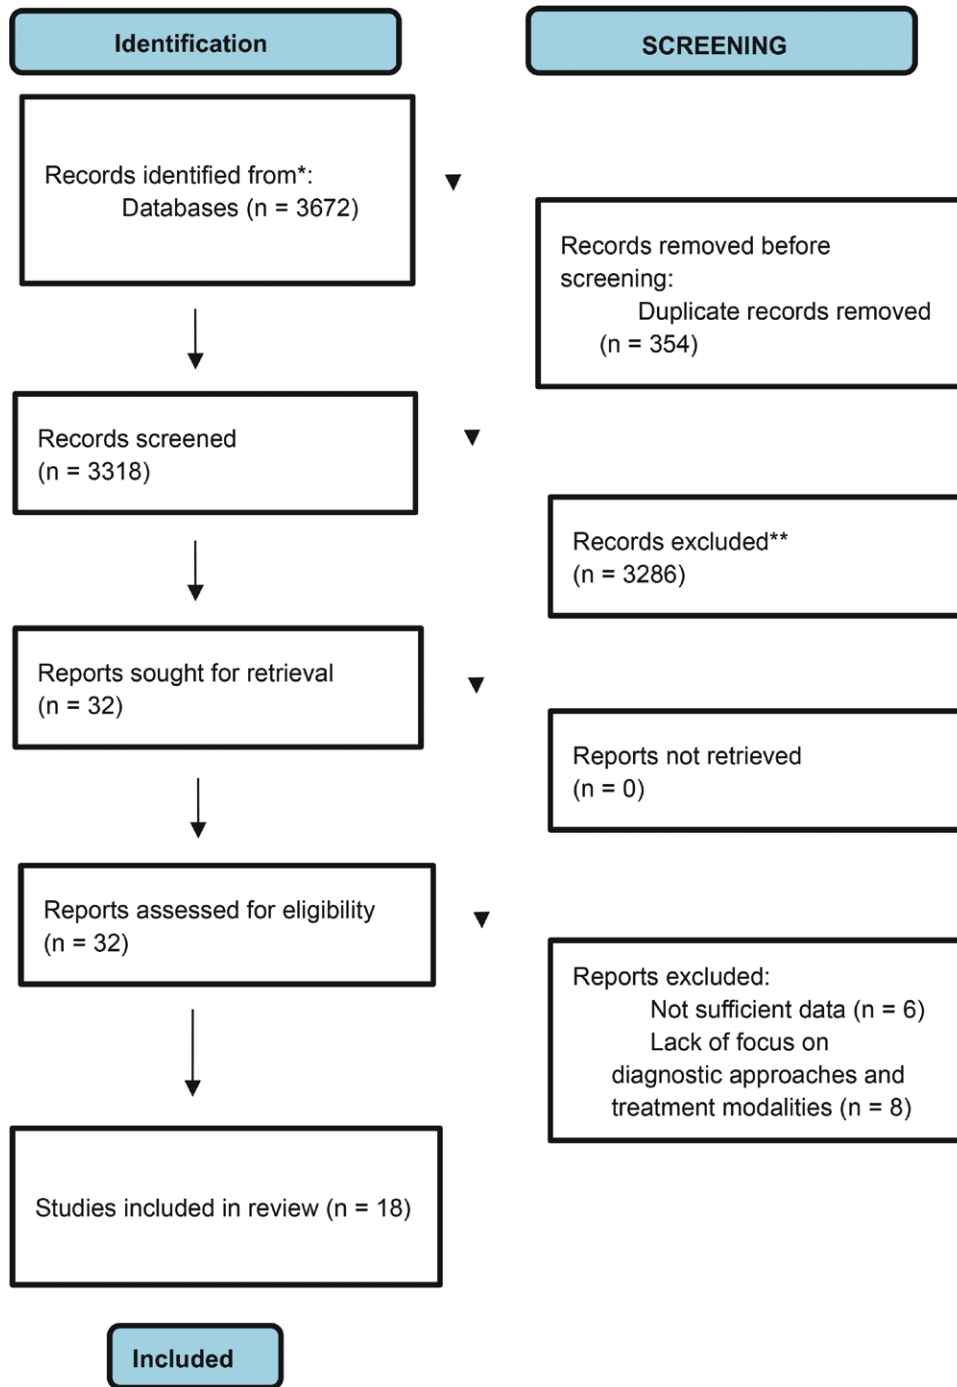 Identification
SCREENING
Records identified from*:
Databases (n = 3672)
Records removed before
screening:
Duplicate records removed
(n = 354)
Records screened
(n = 3318)
Records excluded**
(n = 3286)
Reports sought for retrieval
(n = 32)
Reports not retrieved
(n = 0)
Reports assessed for eligibility
(n = 32)
Reports excluded:
Not sufficient data (n = 6)
Lack of focus on
diagnostic approaches and
treatment modalities (n = 8)
Studies included in review (n = 18)
Included